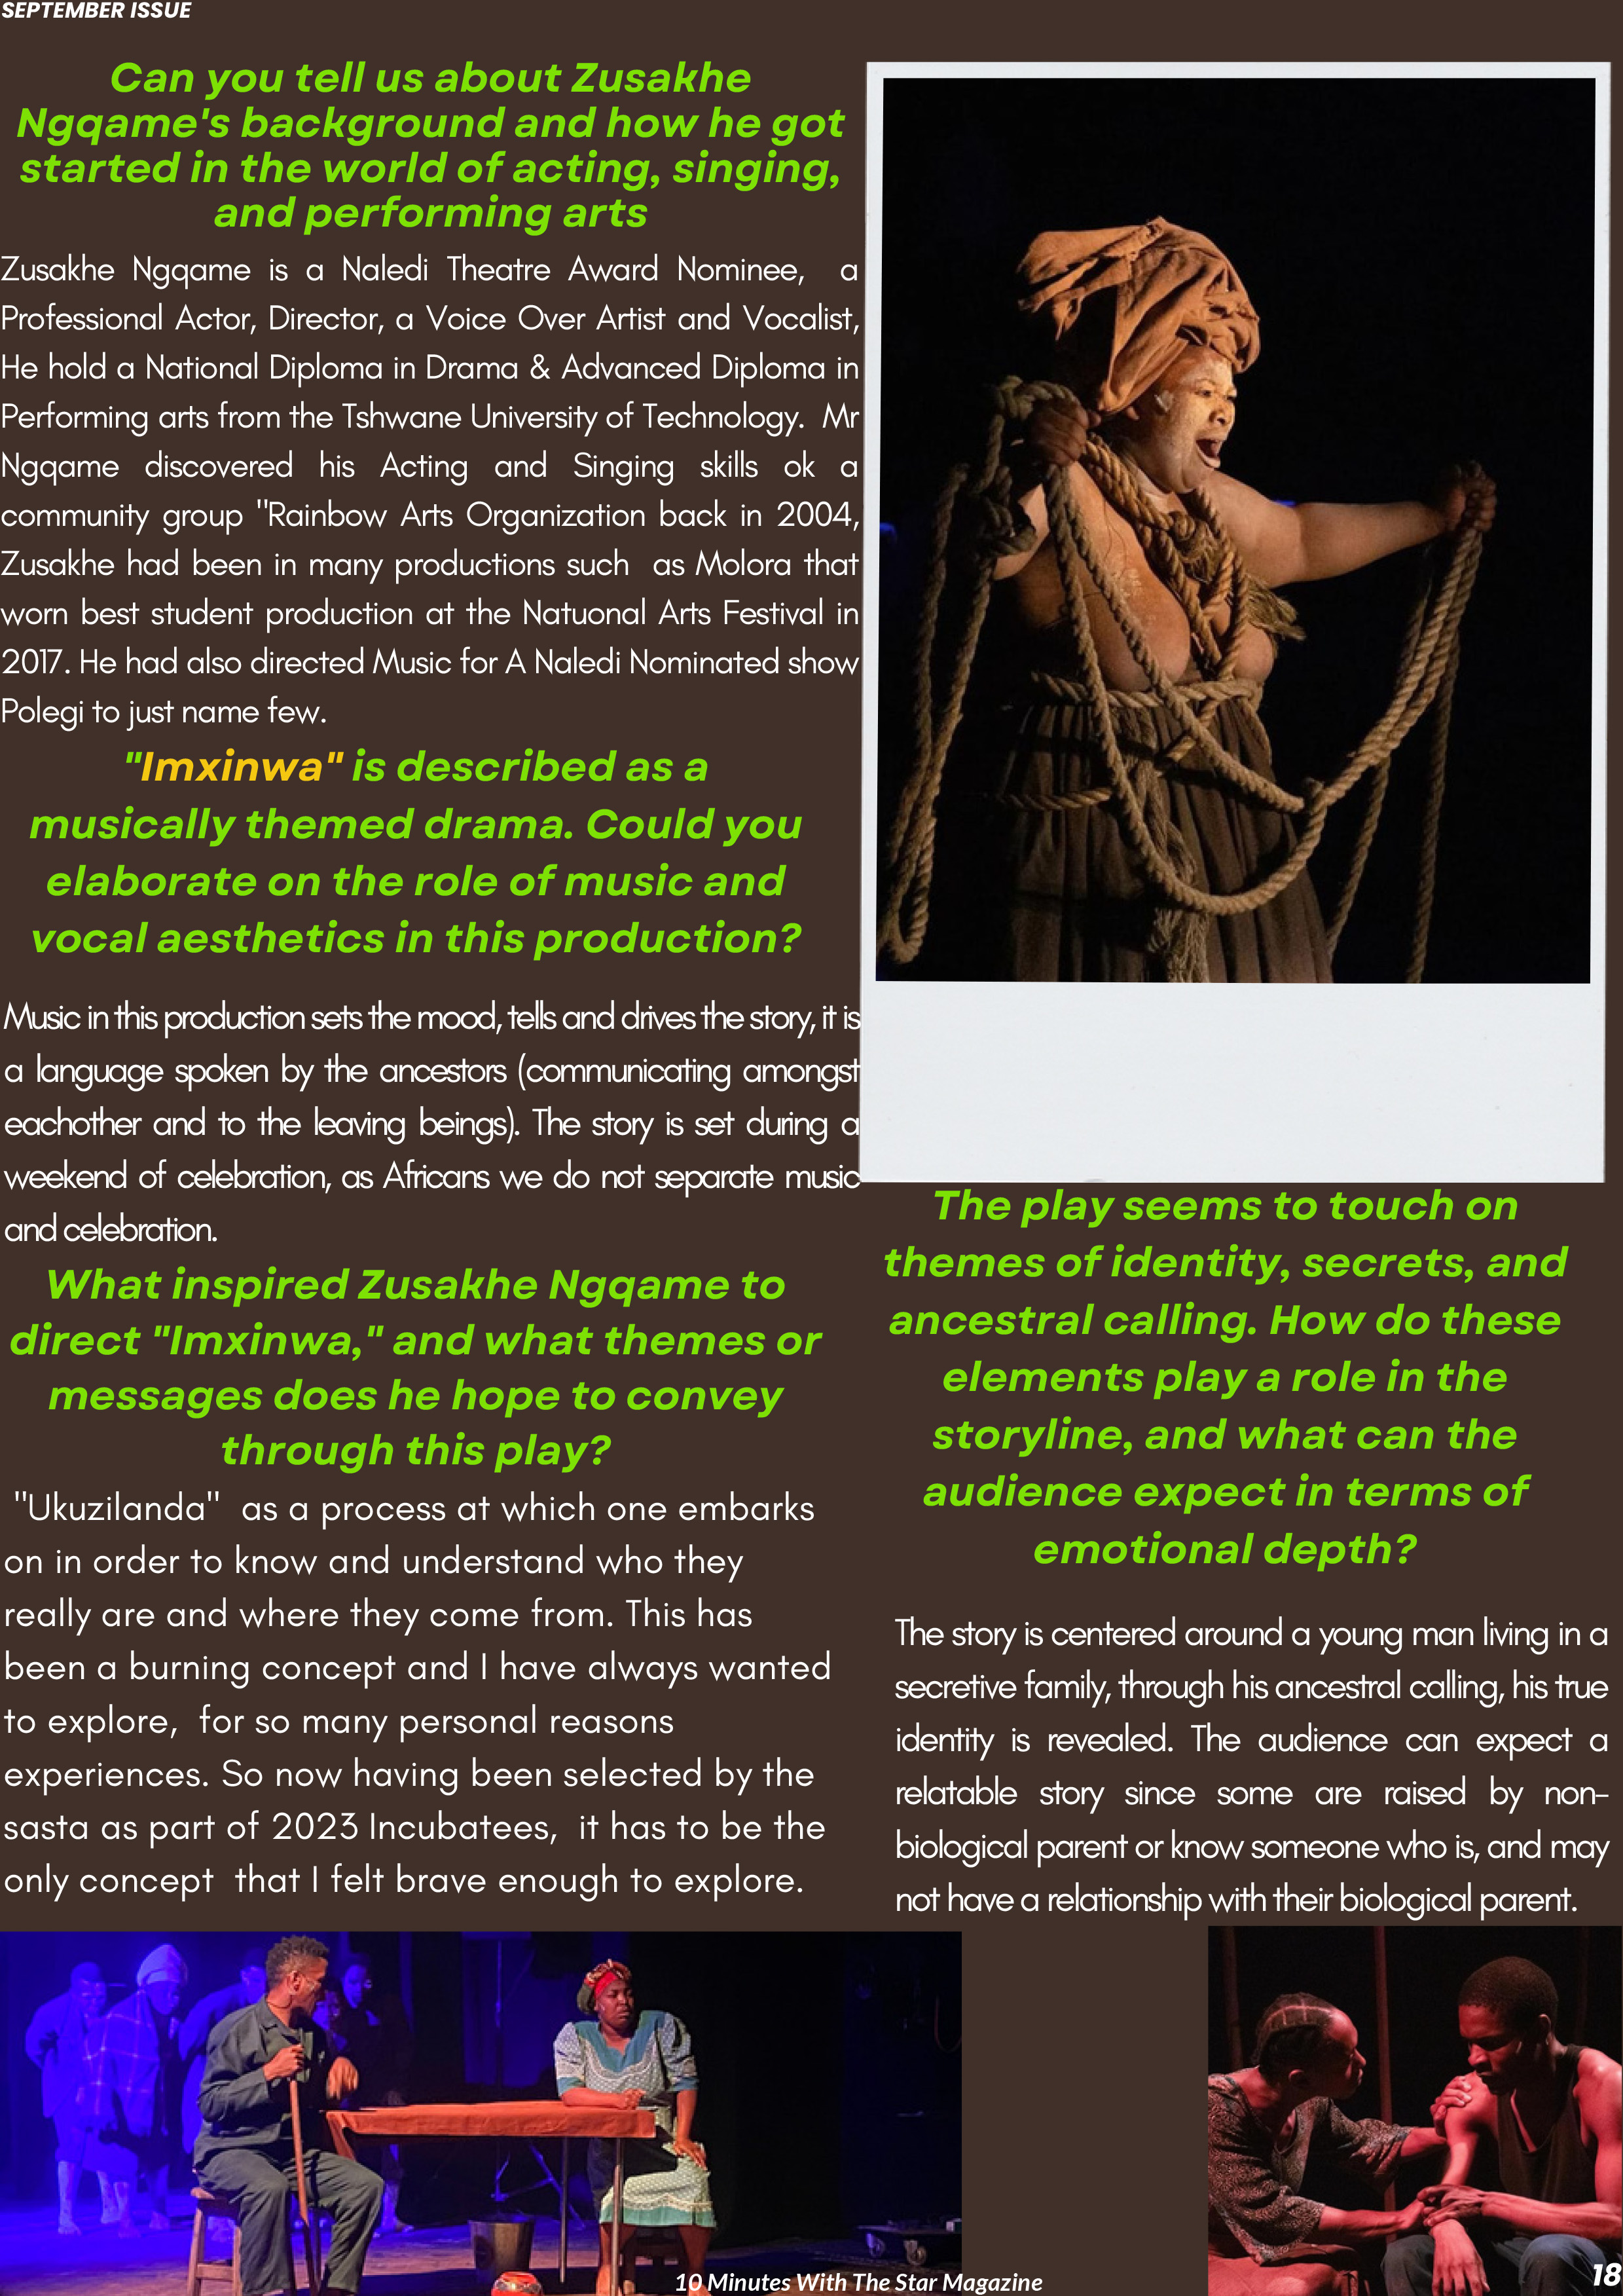 SEPTEMBER ISSUE
Can you tell us about Zusakhe
Ngqame's background and how he got
started in the world of acting, singing,
and performing arts
Zusakhe Ngqame is a Naledi Theatre Award Nominee, a
Professional Actor, Director, a Voice Over Artist and Vocalist,
He hold a National Diploma in Drama & Advanced Diploma in
Performing arts from the Tshwane University of Technology. Mr
Ngqame discovered his Acting and Singing skills ok a
community group "Rainbow Arts Organization back in 2004,
Zusakhe had been in many productions such as Molora that
worn best student production at the Natuonal Arts Festival in
2017. He had also directed Music for A Naledi Nominated show
Polegi to just name few.
"Imxinwa" is described as a
musically themed drama. Could you
elaborate on the role of music and
vocal aesthetics in this production?
Music in this production sets the mood, tells and drives the story, it is
a language spoken by the ancestors (communicating amongst
eachother and to the leaving beings). The story is set during a
weekend of celebration, as Africans we do not separate music
and celebration.
What inspired Zusakhe Ngqame to
direct "Imxinwa," and what themes or
messages does he hope to convey
through this play?
"Ukuzilanda" as a process at which one embarks
on in order to know and understand who they
really are and where they come from. This has
been a burning concept and I have always wanted
to explore, for so many personal reasons
experiences. So now having been selected by the
sasta as part of 2023 Incubatees, it has to be the
only concept that I felt brave enough to explore.
The play seems to touch on
themes of identity, secrets, and
ancestral calling. How do these
elements play a role in the
storyline, and what can the
audience expect in terms of
emotional depth?
The story is centered around a young man living in a
secretive family, through his ancestral calling, his true
identity is revealed. The audience can expect a
relatable story since some are raised by non-
biological parent or know someone who is, and may
not have a relationship with their biological parent.
10 Minutes With The Star Magazine
18